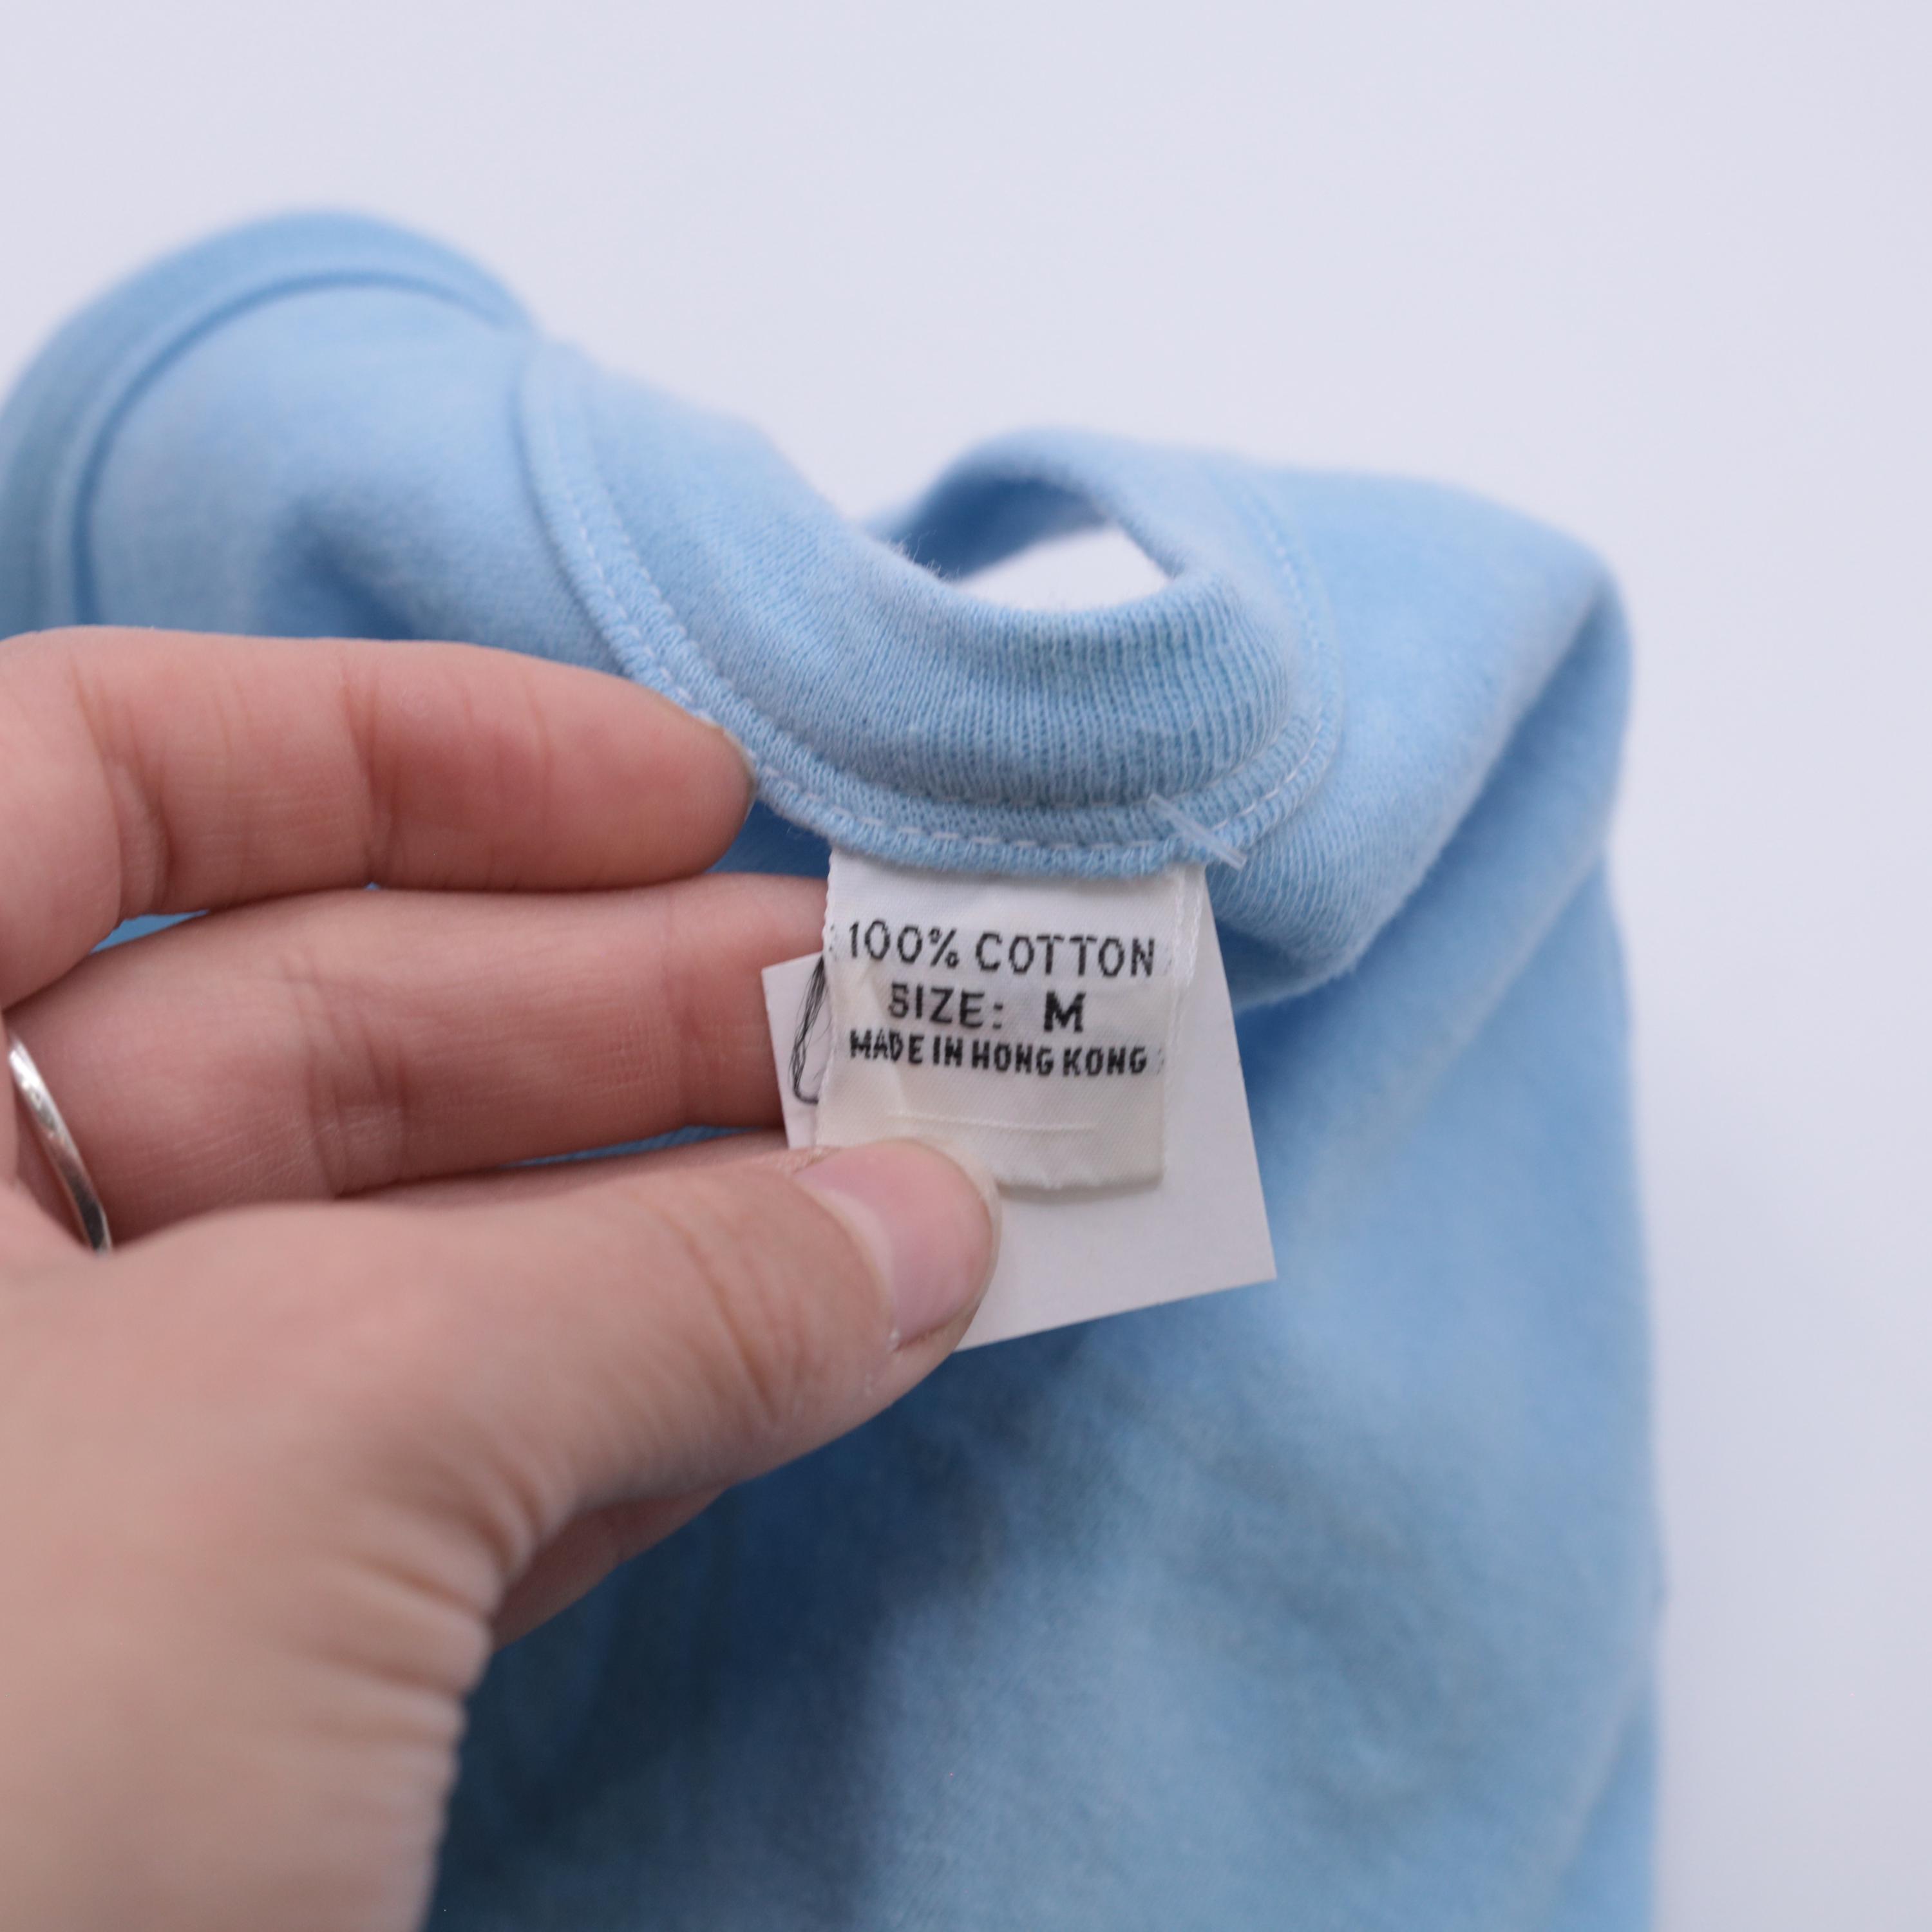 100% COTTON
SIZE: M
MADE IN HONG KONG